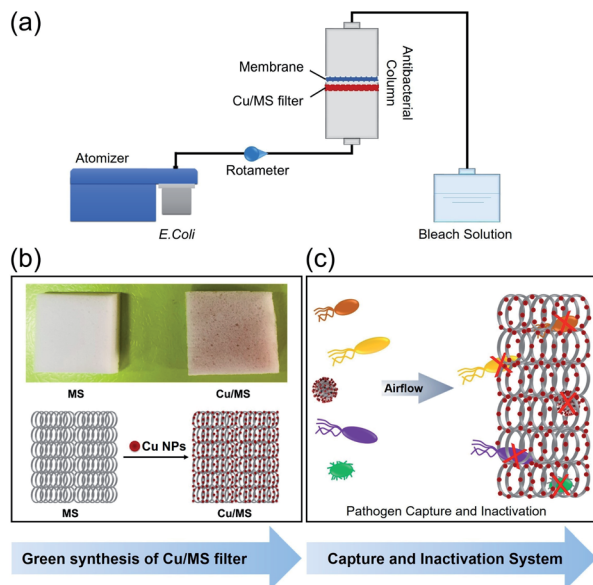 (a)
Membrane
Cu/MS filter
Antibacterial
Column
Atomizer
Rotameter
E.Coli
Bleach Solution
(b)
MS
Cu/MS
Cu NPs
MS
Cu/MS
(c)
Airflow
Pathogen Capture and Inactivation
Green synthesis of Cu/MS filter
Capture and Inactivation System